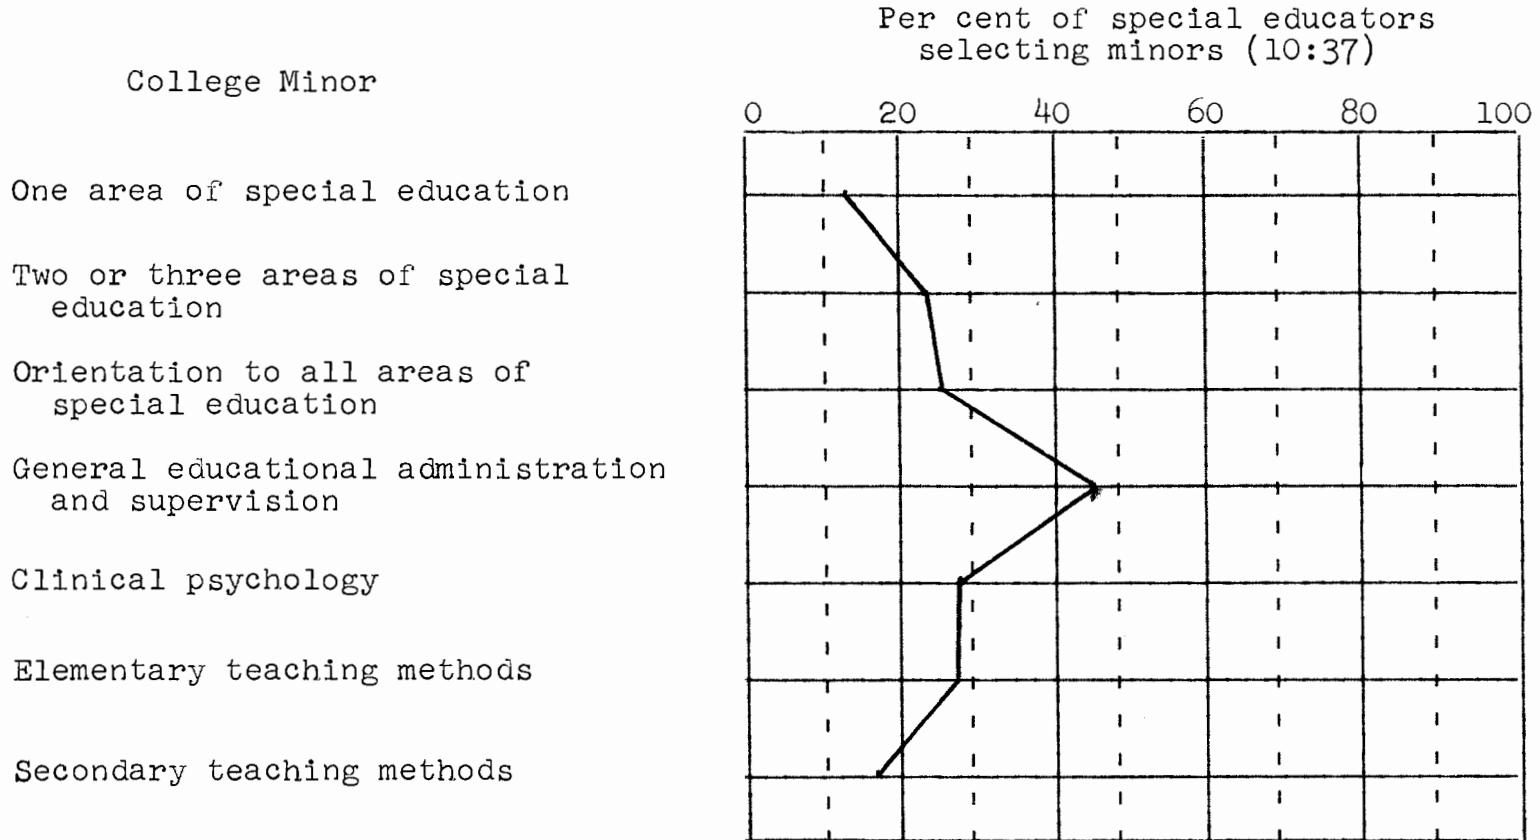 Per cent of special educators
selecting minors (10:37)
College Minor
0 20 40 60 80 100
One area of special education
Two or three areas of special
education
Orientation to all areas of
special education
General educational administration
and supervision
Clinical psychology
Elementary teaching methods
Secondary teaching methods